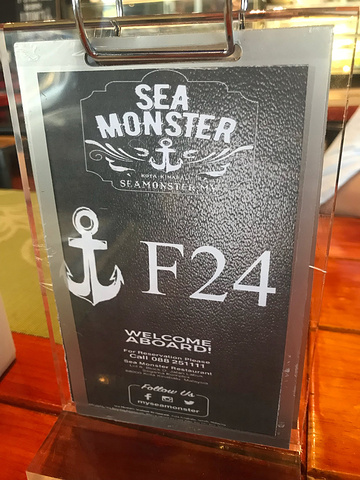 SEA
MONSTER
KOTA KINABALU
SEAMONSTER.MY
F24
WELCOME
ABOARD!
For Reservation Please
Call 088 251111
Sea Monster Restaurant
Follow Us
myseamonster